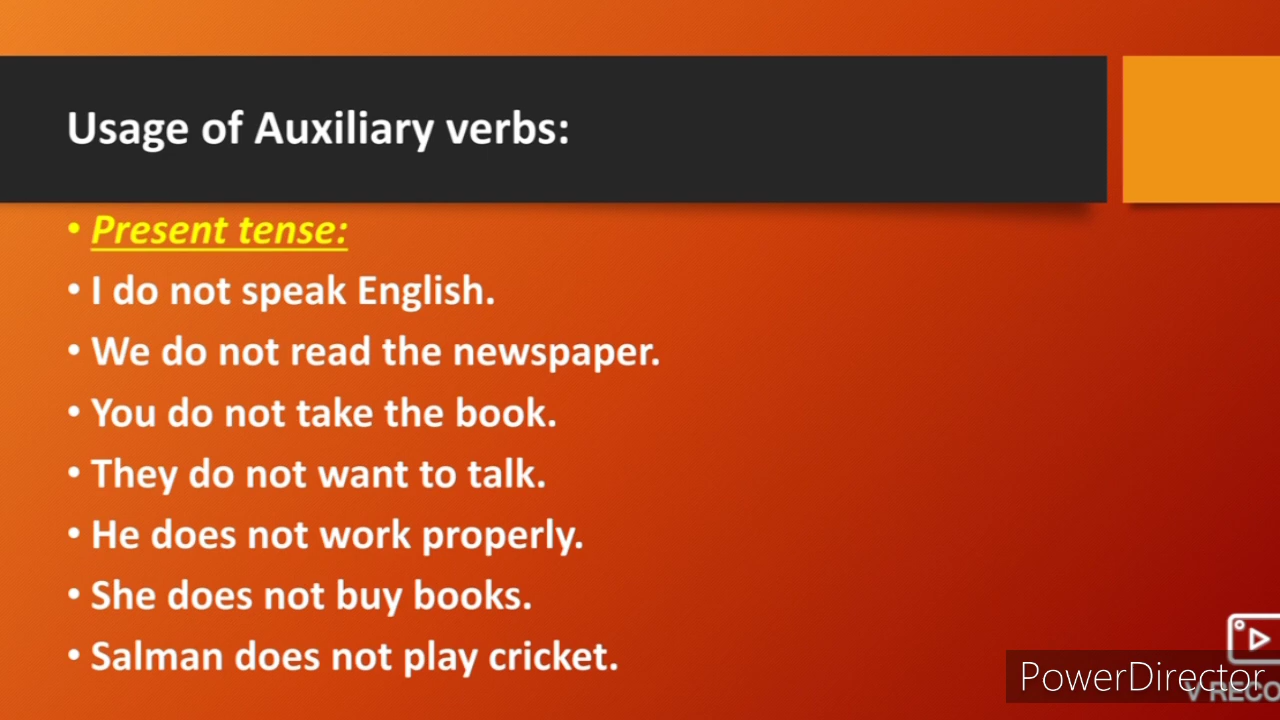 Usage of Auxiliary verbs:
• Present tense:
• I do not speak English.
• We do not read the newspaper.
• You do not take the book.
• They do not want to talk.
• He does not work properly.
• She does not buy books.
• Salman does not play cricket.
PowerDirector
V RECO